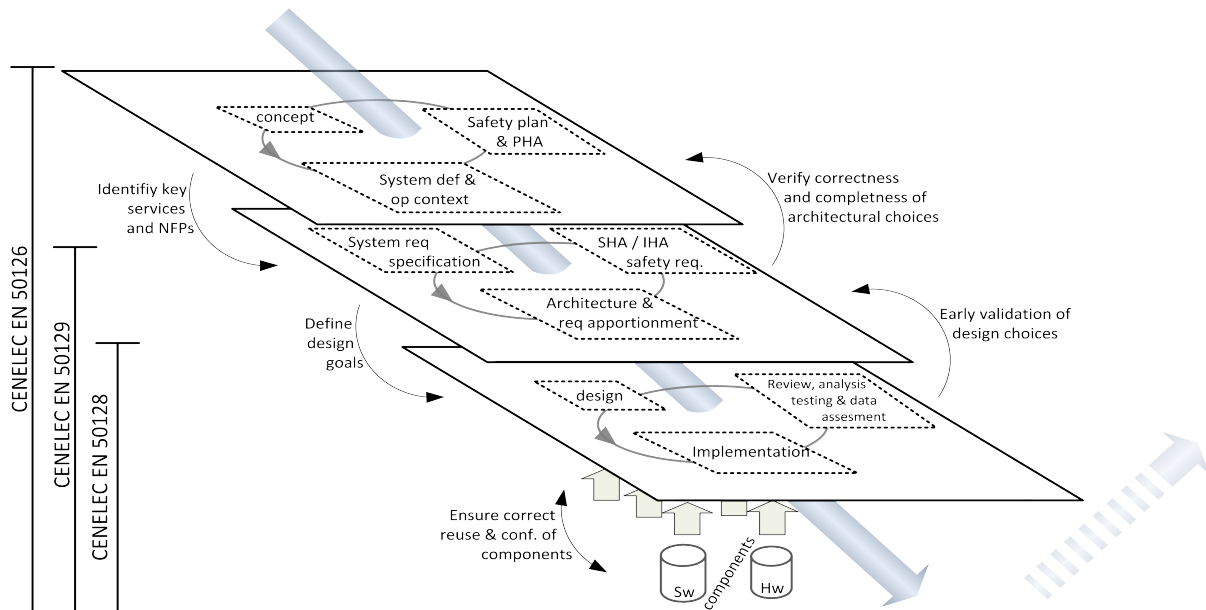 CENELEC EN 50126
CENELEC EN 50129
CENELEC EN 50128
concept
Safety plan
& PHA
System def &
op context
Identifiy key
services
and NFPs
Verify correctness
and completness of
architectural choices
System req
specification
SHA / IHA
safety req.
Architecture &
req apportionment
Define
design
goals
Early validation of
design choices
design
Review, analysis
testing & data
assesment
Implementation
Ensure correct
reuse & conf. of
components
Sw
components
Hw